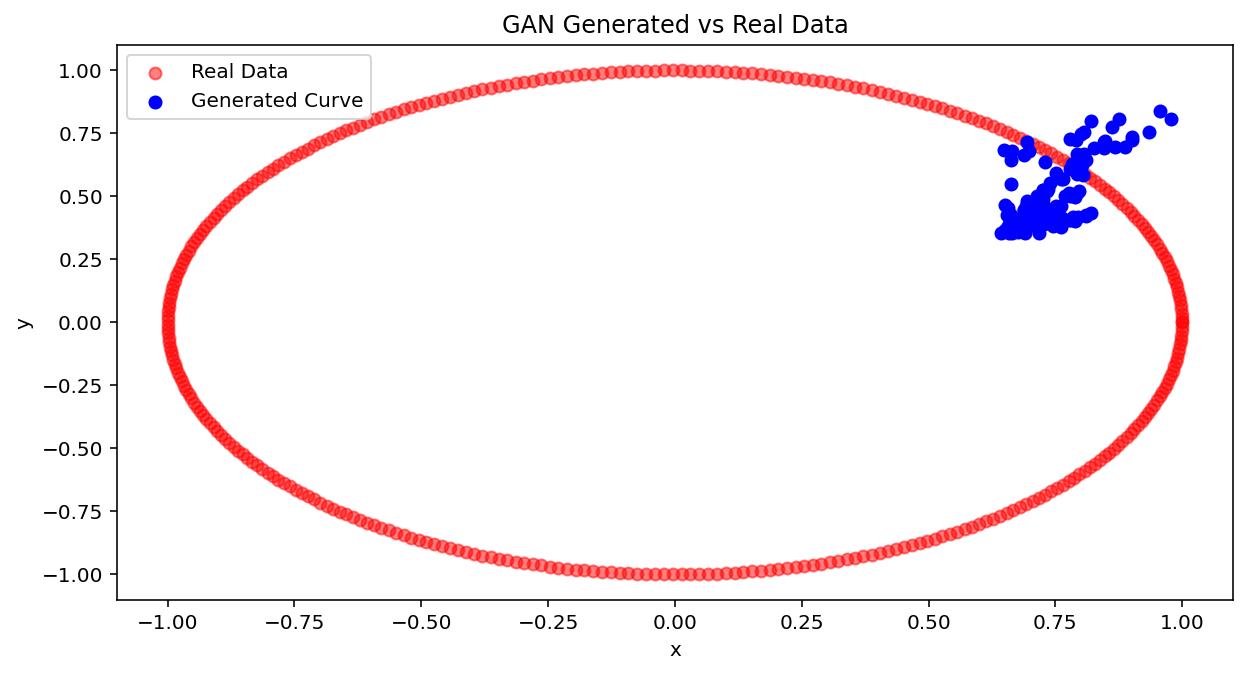 GAN Generated vs Real Data
Real Data
Generated Curve
1.00
0.75
0.50
0.25
0.00
−0.25
−0.50
−0.75
−1.00
y
−1.00 −0.75 −0.50 −0.25 0.00 0.25 0.50 0.75 1.00
x